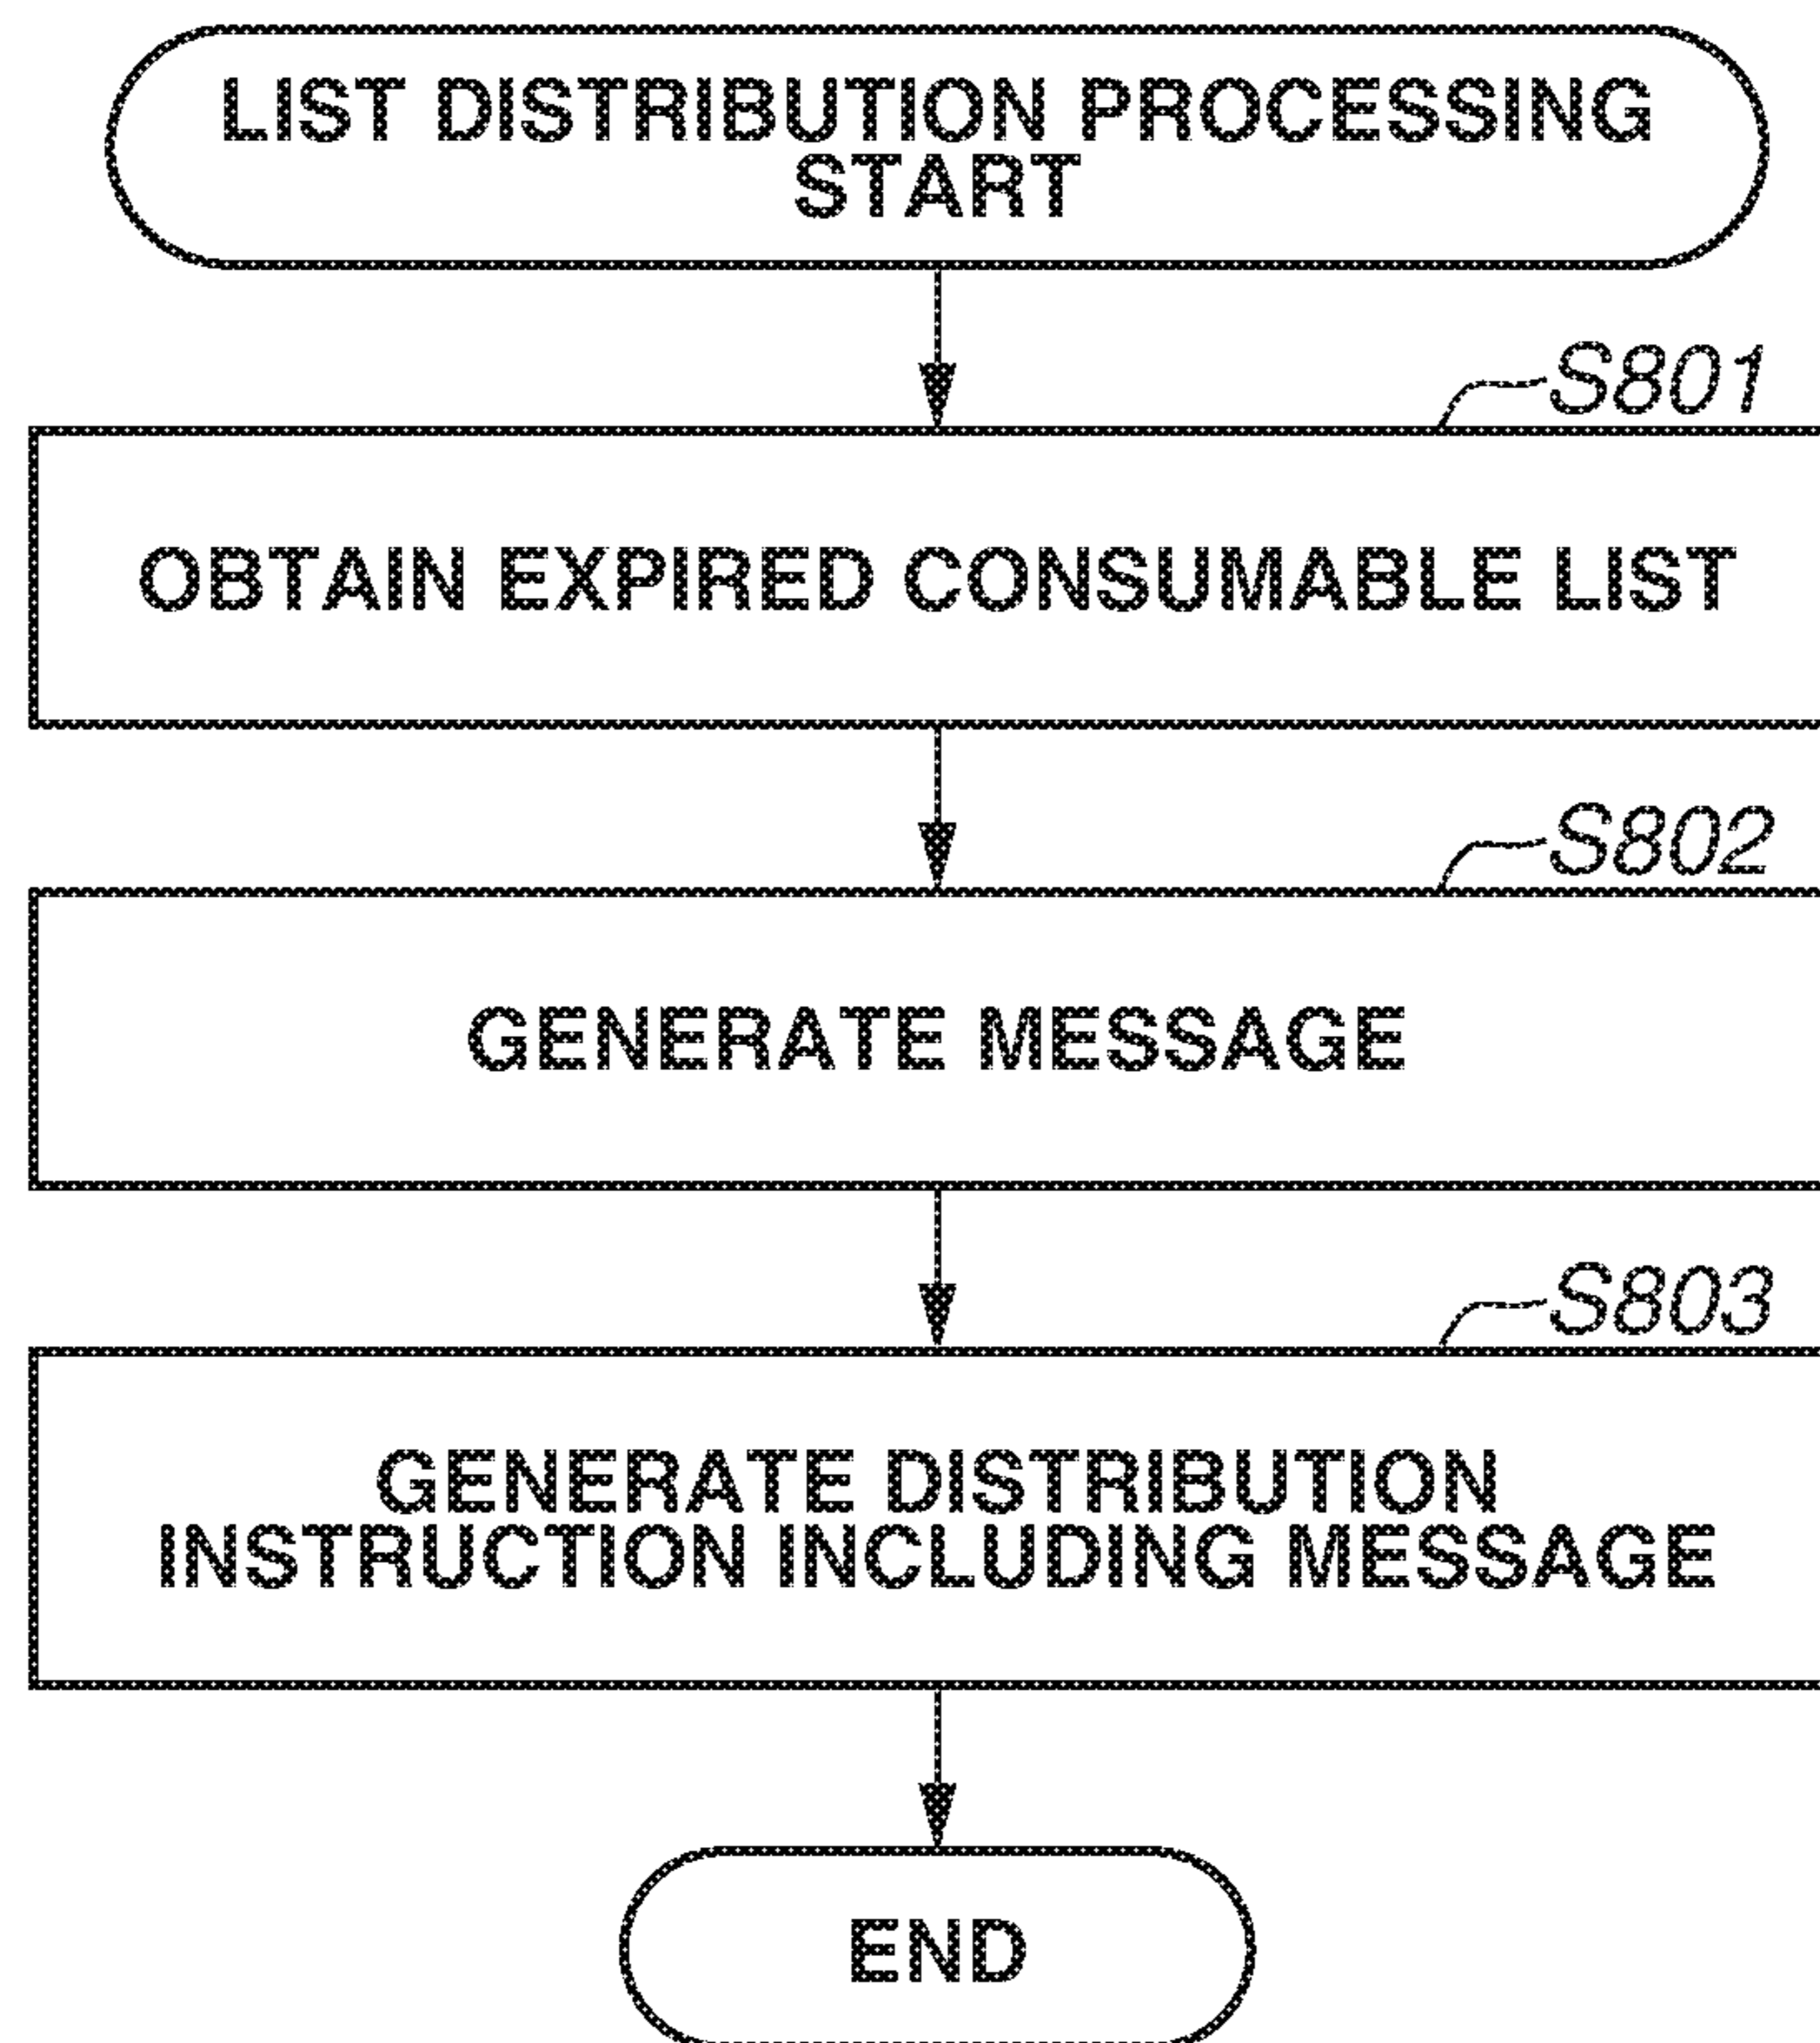 LIST DISTRIBUTION PROCESSING
START
S801
OBTAIN EXPIRED CONSUMABLE LIST
S802
GENERATE MESSAGE
S803
GENERATE DISTRIBUTION
INSTRUCTION INCLUDING MESSAGE
END